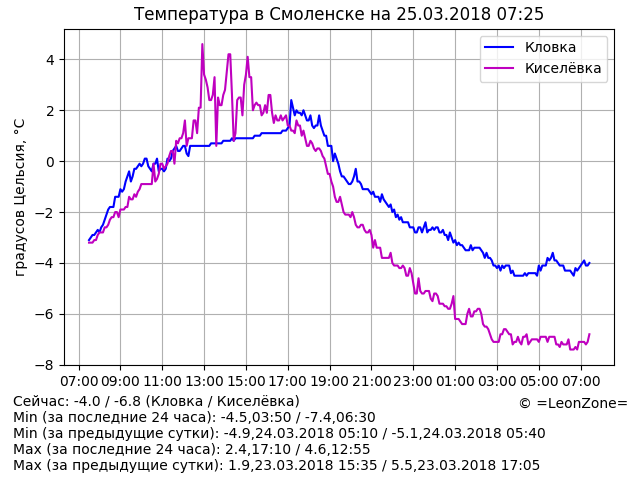 Температура в Смоленске на 25.03.2018 07:25
Кловка
Киселёвка
градусов Цельсия, °C
4
2
0
−2
−4
−6
−8
07:00 09:00 11:00 13:00 15:00 17:00 19:00 21:00 23:00 01:00 03:00 05:00 07:00
Сейчас: -4.0 / -6.8 (Кловка / Киселёвка)
© =LeonZone=
Min (за последние 24 часа): -4.5,03:50 / -7.4,06:30
Min (за предыдущие сутки): -4.9,24.03.2018 05:10 / -5.1,24.03.2018 05:40
Max (за последние 24 часа): 2.4,17:10 / 4.6,12:55
Max (за предыдущие сутки): 1.9,23.03.2018 15:35 / 5.5,23.03.2018 17:05